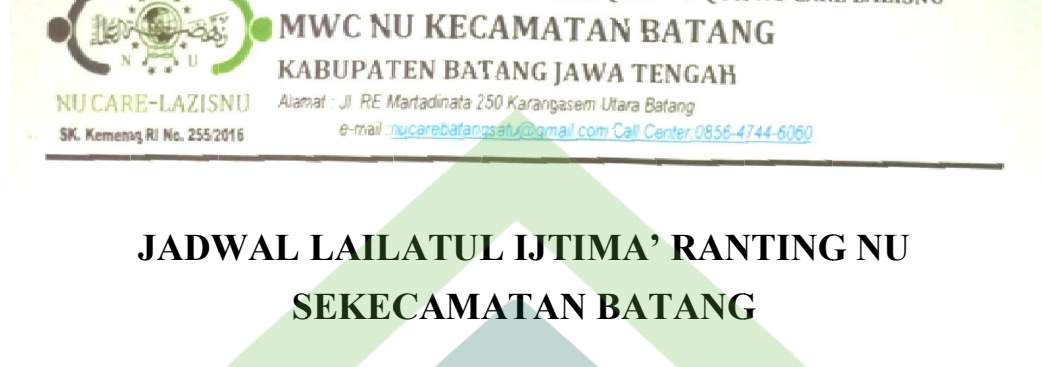 MWC NU KECAMATAN BATANG
KABUPATEN BATANG JAWA TENGAH
Alamat : Jl. RE Martadinata 250 Karangasem Utara Batang
e-mail :nucarebatangsatu@gmail.com Call Center:0856-4744-6060
N U
NU CARE-LAZISNU
SK. Kemenag RI No. 255/2016
JADWAL LAILATUL IJTIMA’ RANTING NU
SEKECAMATAN BATANG